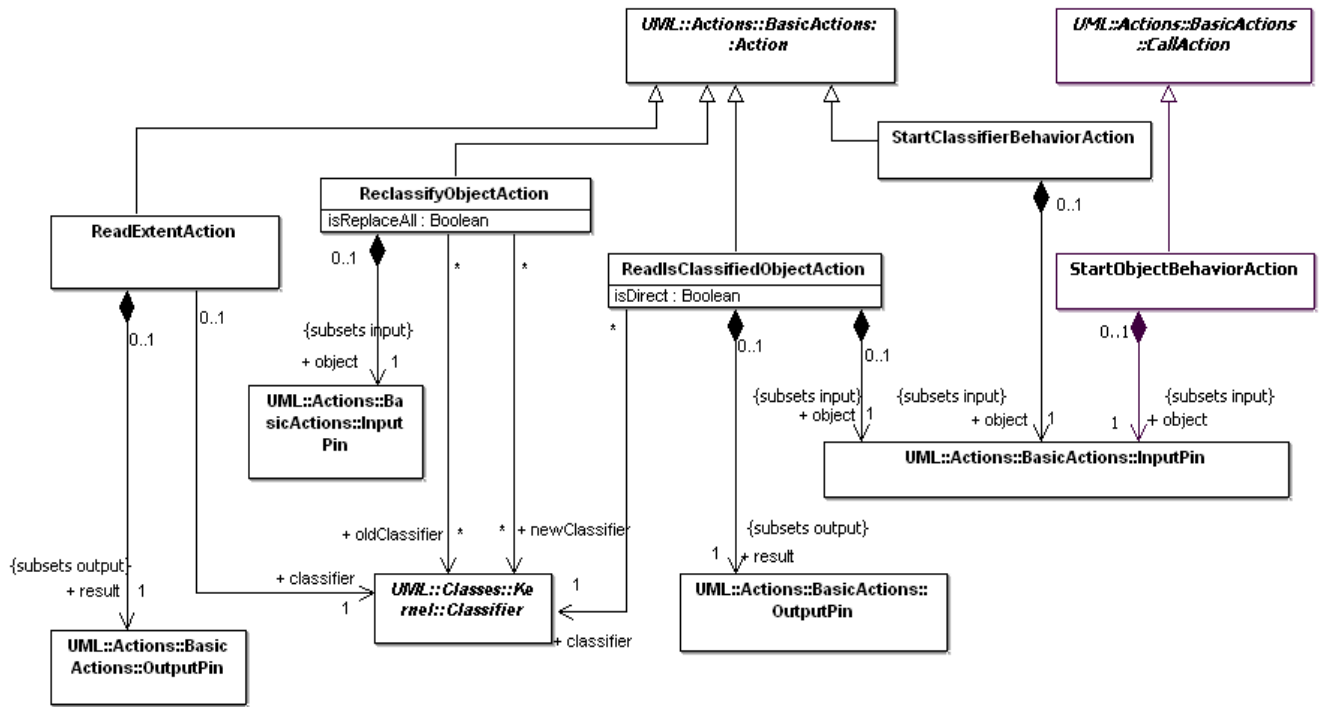 UML::Actions::BasicActions:
:Action
UML::Actions::BasicActions
::CallAction
StartClassifierBehaviorAction
0..1
ReclassifyObjectAction
isReplaceAll : Boolean
0..1
*
*
ReadExtentAction
0..1
0..1
ReadIsClassifiedObjectAction
isDirect : Boolean
*
0..1
0..1
StartObjectBehaviorAction
0..1
{subsets input}
+ object
1
UML::Actions::Ba
sicActions::Input
Pin
{subsets input}
+ object
1
{subsets input}
+ object
1
{subsets input}
1
+ object
UML::Actions::BasicActions::InputPin
+ oldClassifier
*
*
+ newClassifier
{subsets output}
1
+ result
{subsets output}
+ result
1
+ classifier
1
UML::Classes::Ke
rnel::Classifier
1
+ classifier
UML::Actions::BasicActions::
OutputPin
UML::Actions::Basic
Actions::OutputPin